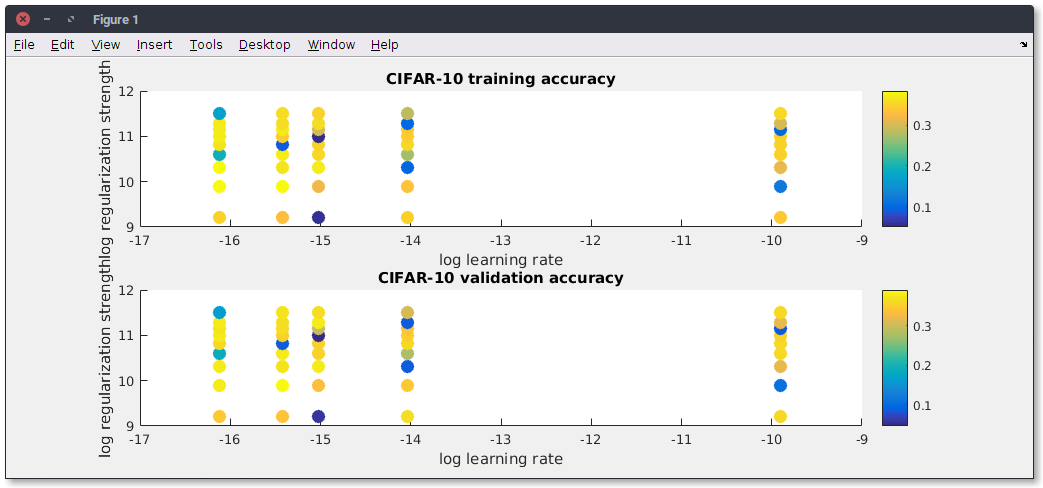 Figure 1
File Edit View Insert Tools Desktop Window Help
CIFAR-10 training accuracy
log regularization strength
12
11
10
9
-17 -16 -15 -14 -13 -12 -11 -10 -9
log learning rate
0.3
0.2
0.1
CIFAR-10 validation accuracy
log regularization strength
12
11
10
9
-17 -16 -15 -14 -13 -12 -11 -10 -9
log learning rate
0.3
0.2
0.1